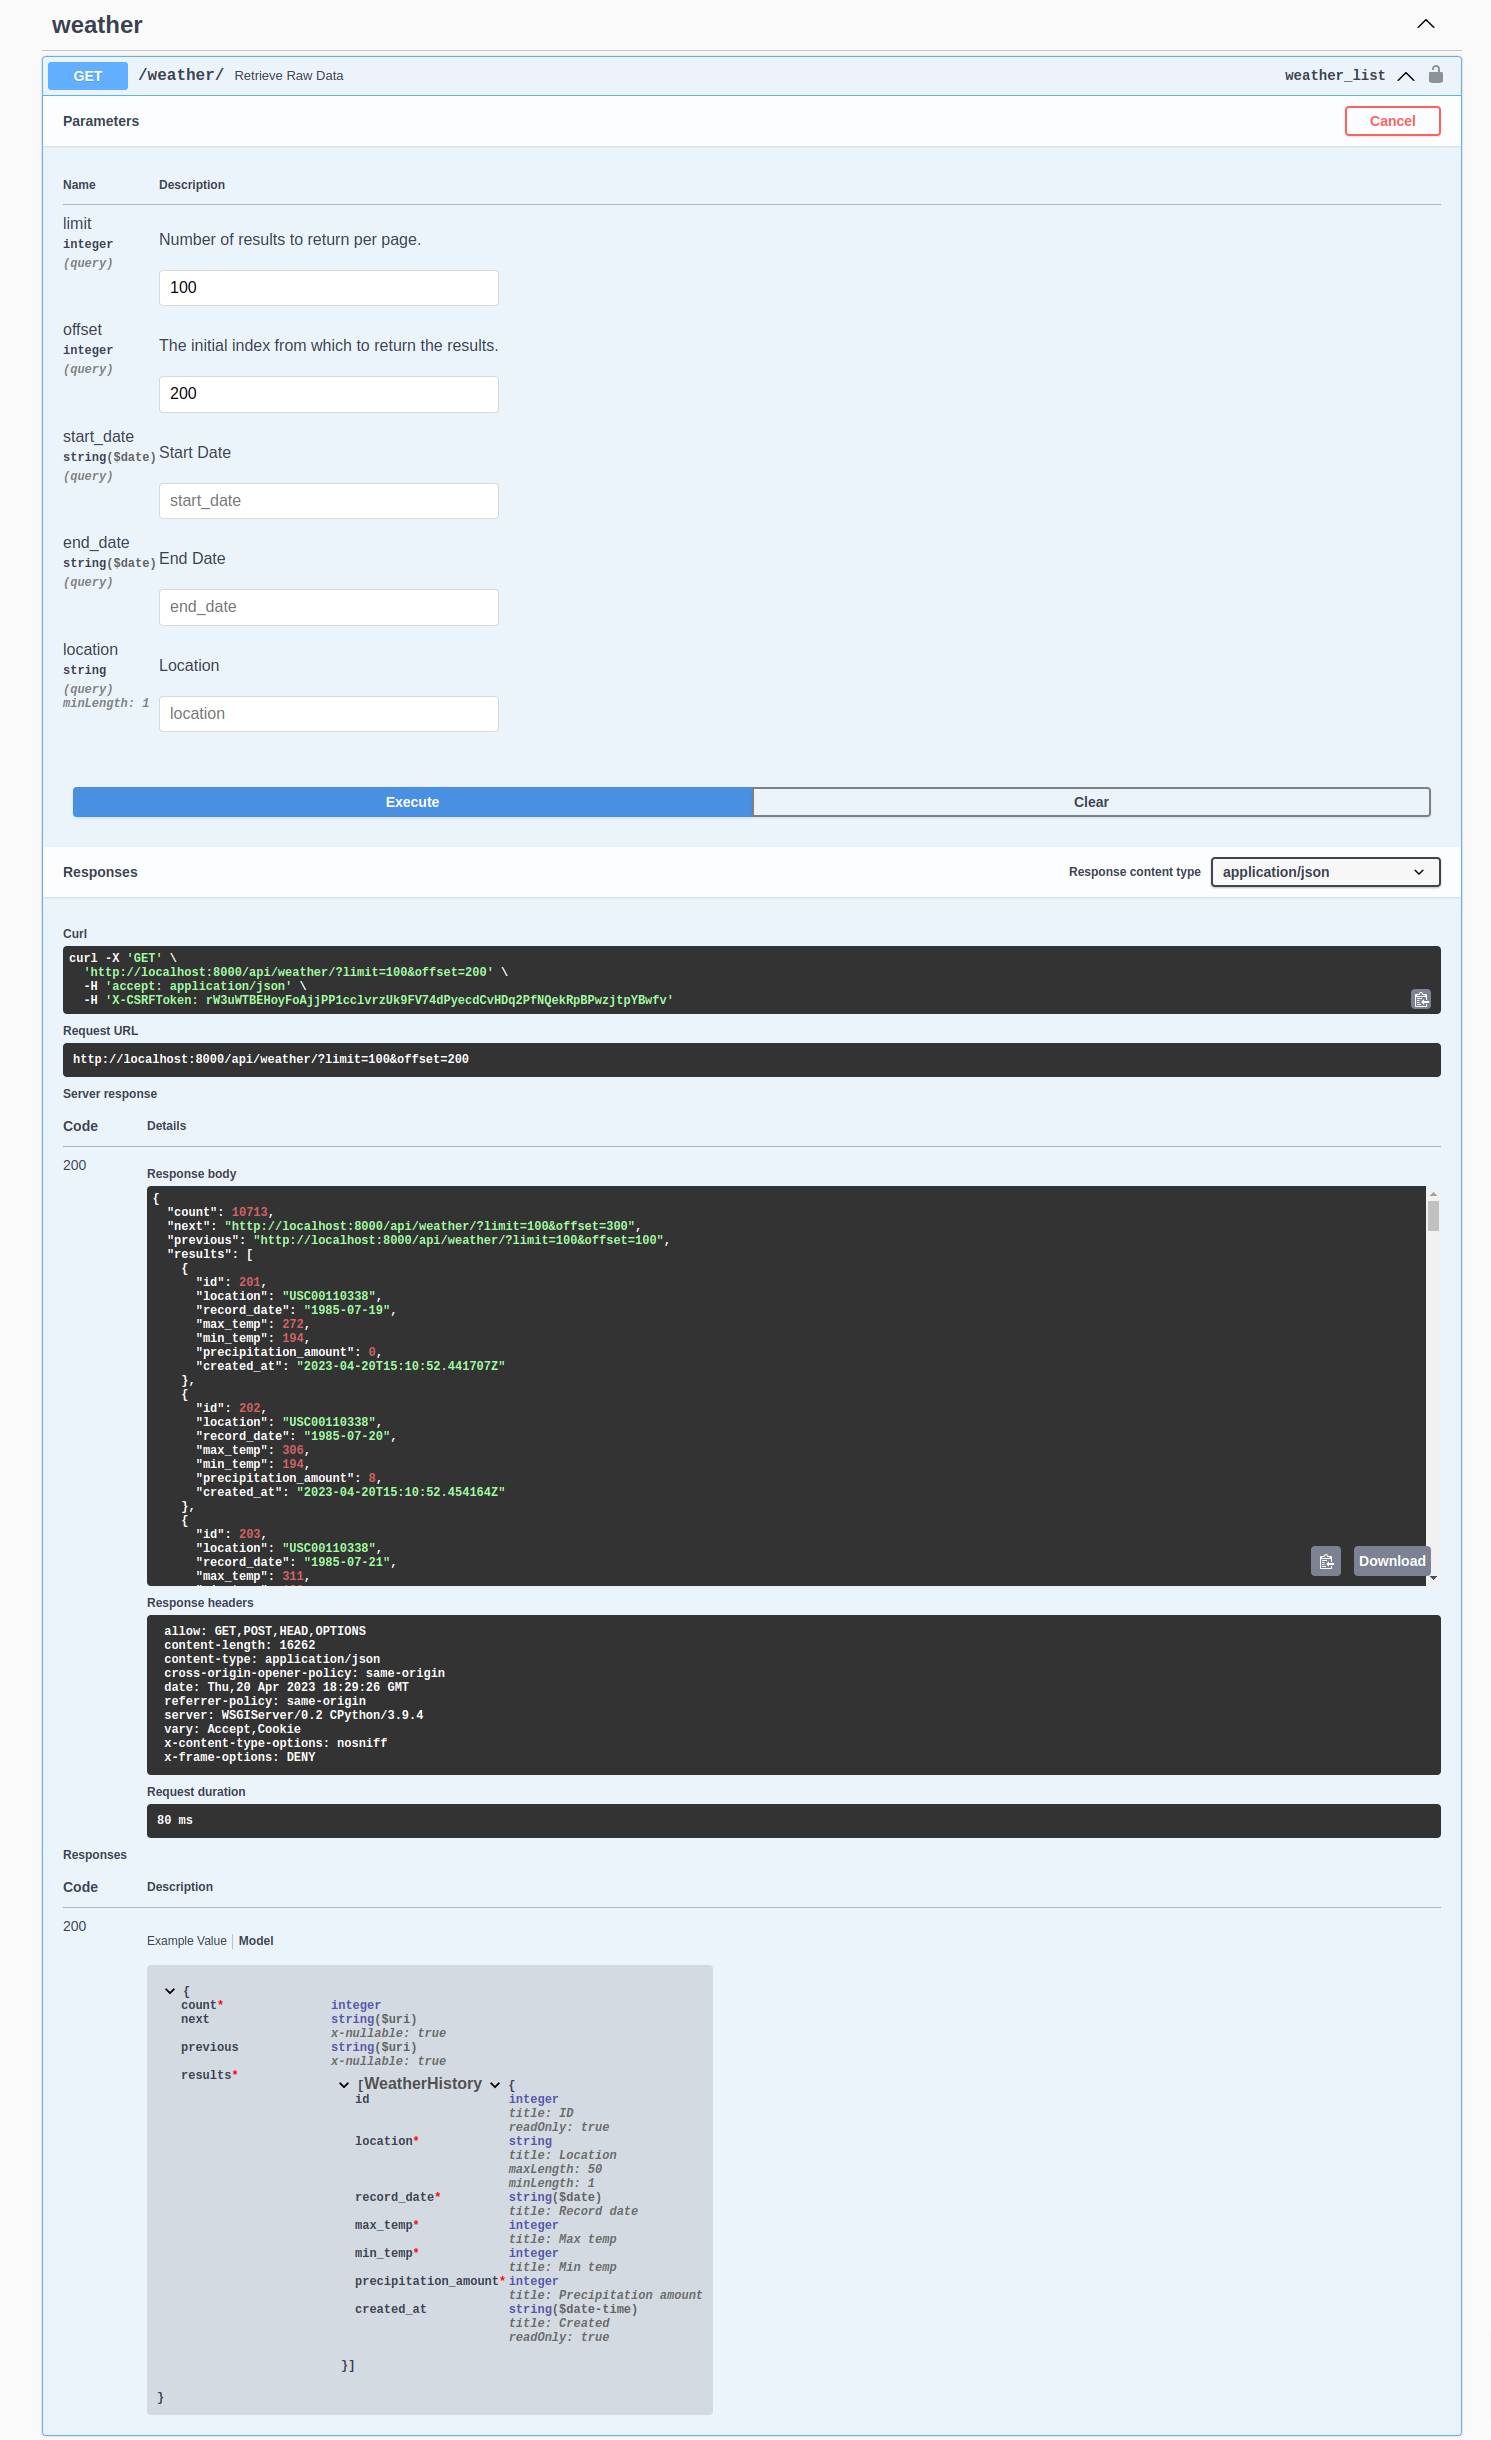 weather
GET /weather/ Retrieve Raw Data weather_list
Parameters Cancel
Name Description
limit
integer
(query)
Number of results to return per page.
100
offset
integer
(query)
The initial index from which to return the results.
200
start_date
string($date)
(query)
Start Date
start_date
end_date
string($date)
(query)
End Date
end_date
location
string
(query)
minLength: 1
Location
location
Execute Clear
Responses Response content type application/json
Curl
curl -X 'GET' \
'http://localhost:8000/api/weather/?limit=100&offset=200' \
-H 'accept: application/json' \
-H 'X-CSRFToken: rW3uWTBEHoyFoAjjPP1cclvrzUk9FV74dPyecdCvHDq2PfNQekRpBPwzjtpYBwfv'
Request URL
http://localhost:8000/api/weather/?limit=100&offset=200
Server response
Code Details
200
Response body
{
"count": 10713,
"next": "http://localhost:8000/api/weather/?limit=100&offset=300",
"previous": "http://localhost:8000/api/weather/?limit=100&offset=100",
"results": [
{
"id": 201,
"location": "USC00110338",
"record_date": "1985-07-19",
"max_temp": 272,
"min_temp": 194,
"precipitation_amount": 0,
"created_at": "2023-04-20T15:10:52.441707Z"
},
{
"id": 202,
"location": "USC00110338",
"record_date": "1985-07-20",
"max_temp": 306,
"min_temp": 194,
"precipitation_amount": 8,
"created_at": "2023-04-20T15:10:52.454164Z"
},
{
"id": 203,
"location": "USC00110338",
"record_date": "1985-07-21",
"max_temp": 311,
Download
Response headers
allow: GET,POST,HEAD,OPTIONS
content-length: 16262
content-type: application/json
cross-origin-opener-policy: same-origin
date: Thu,20 Apr 2023 18:29:26 GMT
referrer-policy: same-origin
server: WSGIServer/0.2 CPython/3.9.4
vary: Accept,Cookie
x-content-type-options: nosniff
x-frame-options: DENY
Request duration
80 ms
Responses
Code Description
200
Example Value Model
{
count* integer
next string($uri)
x-nullable: true
previous string($uri)
x-nullable: true
results*
[WeatherHistory {
id integer
title: ID
readOnly: true
location* string
title: Location
maxLength: 50
minLength: 1
record_date* string($date)
title: Record date
max_temp* integer
title: Max temp
min_temp* integer
title: Min temp
precipitation_amount* integer
title: Precipitation amount
created_at string($date-time)
title: Created
readOnly: true
}]
}